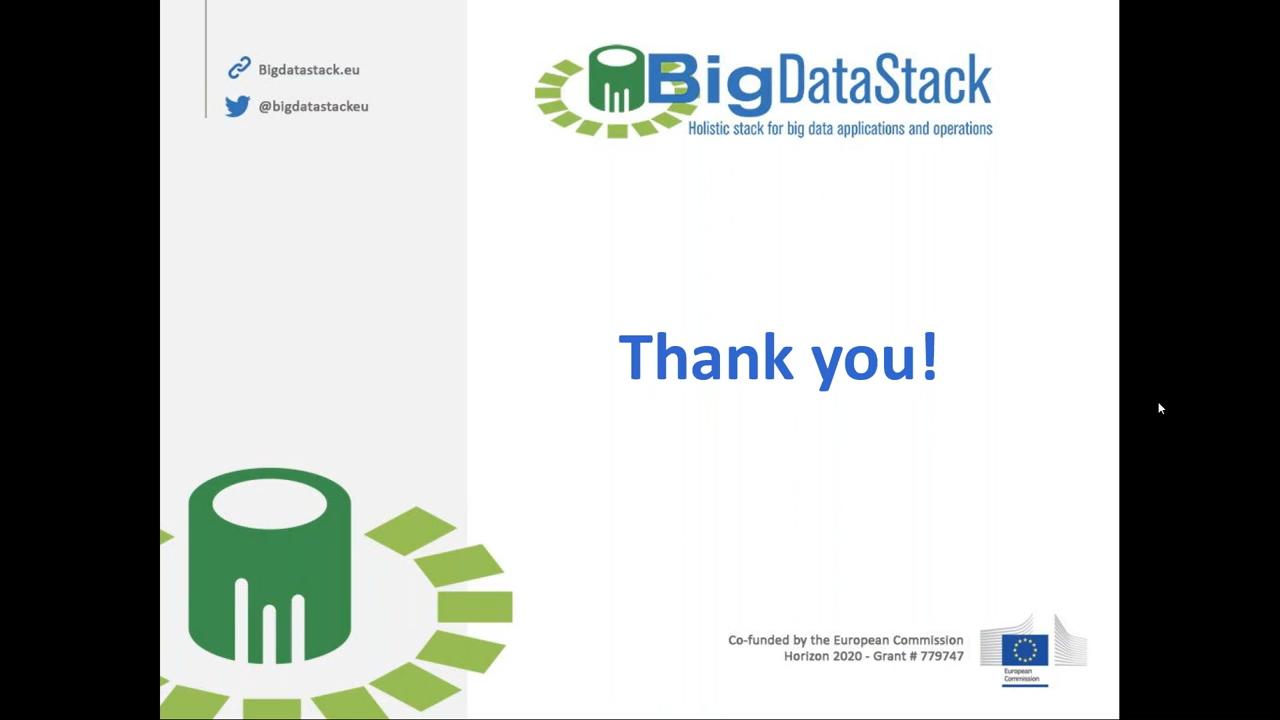 Bigdatastack.eu
@bigdatastackeu
BigDataStack
Holistic stack for big data applications and operations
Thank you!
Co-funded by the European Commission
Horizon 2020 - Grant # 779747
European
Commission